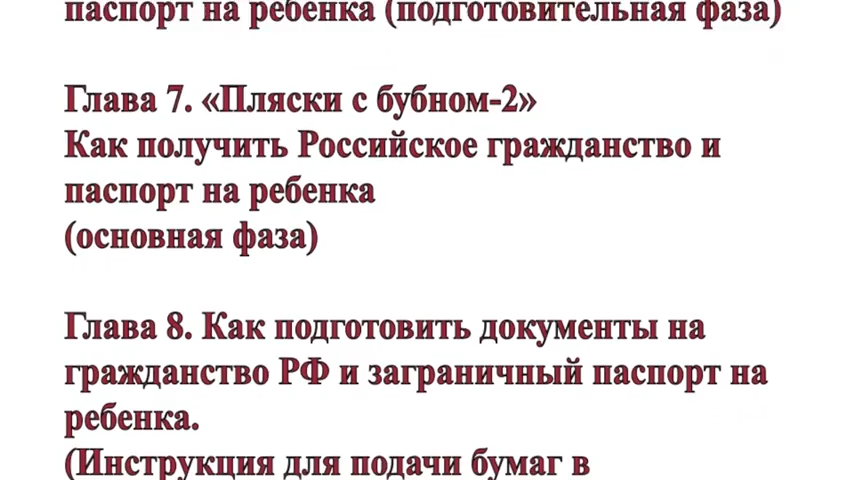 паспорт на ребенка (подготовительная фаза)
Глава 7. «Пляски с бубном-2»
Как получить Российское гражданство и
паспорт на ребенка
(основная фаза)
Глава 8. Как подготовить документы на
гражданство РФ и заграничный паспорт на
ребенка.
(Инструкция для подачи бумаг в